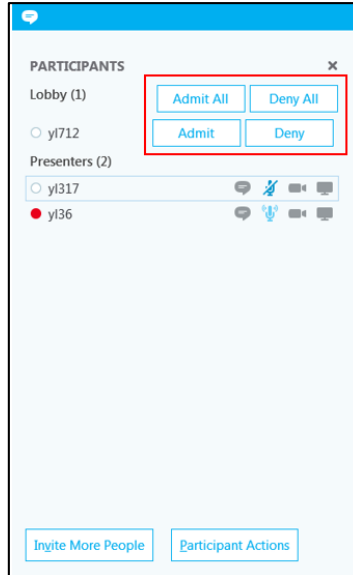 PARTICIPANTS
Lobby (1) Admit All Deny All
yl712 Admit Deny
Presenters (2)
yl317
yl36
Invite More People Participant Actions